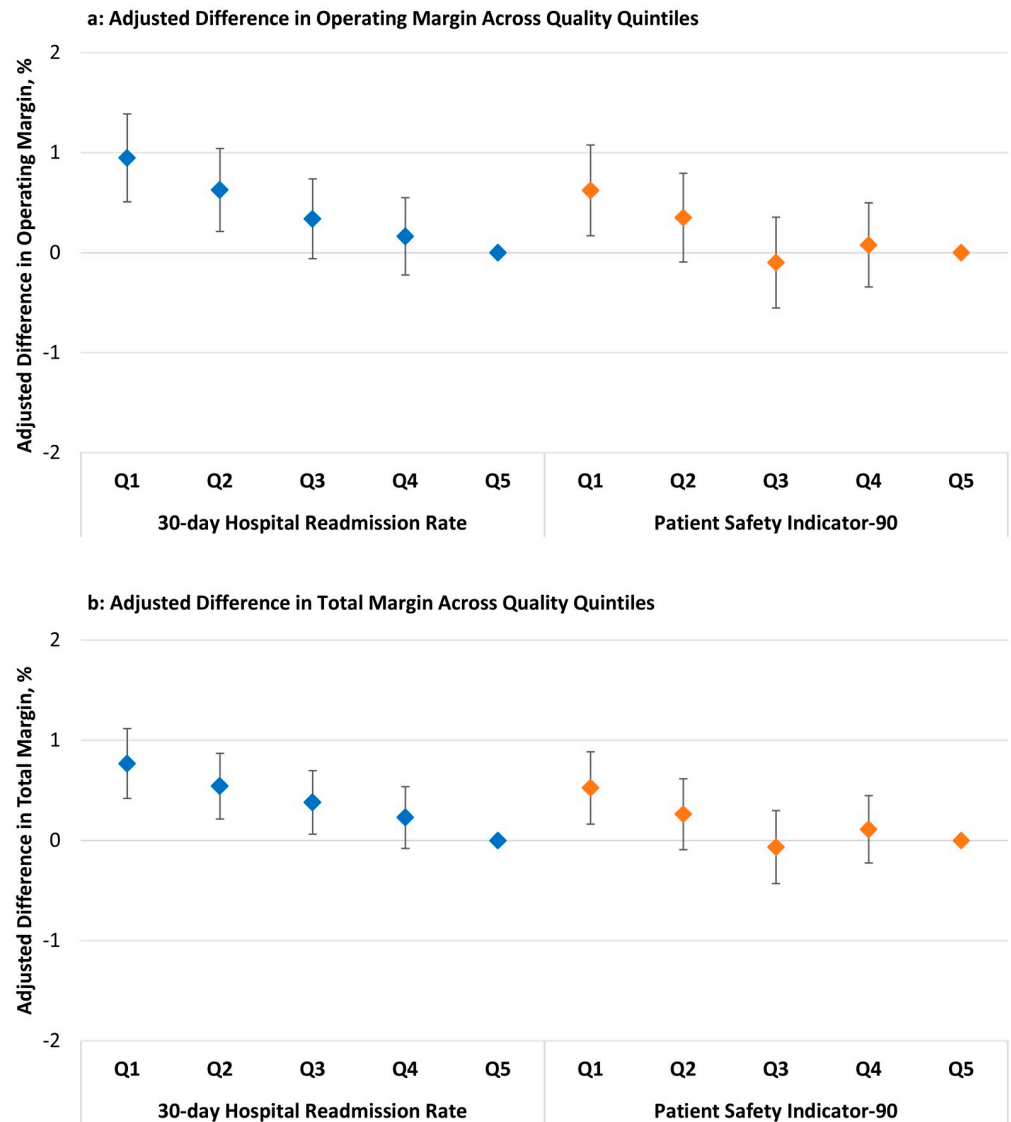 a: Adjusted Difference in Operating Margin Across Quality Quintiles
Adjusted Difference in Operating Margin, %
2
1
0
-1
-2
Q1 Q2 Q3 Q4 Q5 Q1 Q2 Q3 Q4 Q5
30-day Hospital Readmission Rate Patient Safety Indicator-90
b: Adjusted Difference in Total Margin Across Quality Quintiles
Adjusted Difference in Total Margin, %
2
1
0
-1
-2
Q1 Q2 Q3 Q4 Q5 Q1 Q2 Q3 Q4 Q5
30-day Hospital Readmission Rate Patient Safety Indicator-90